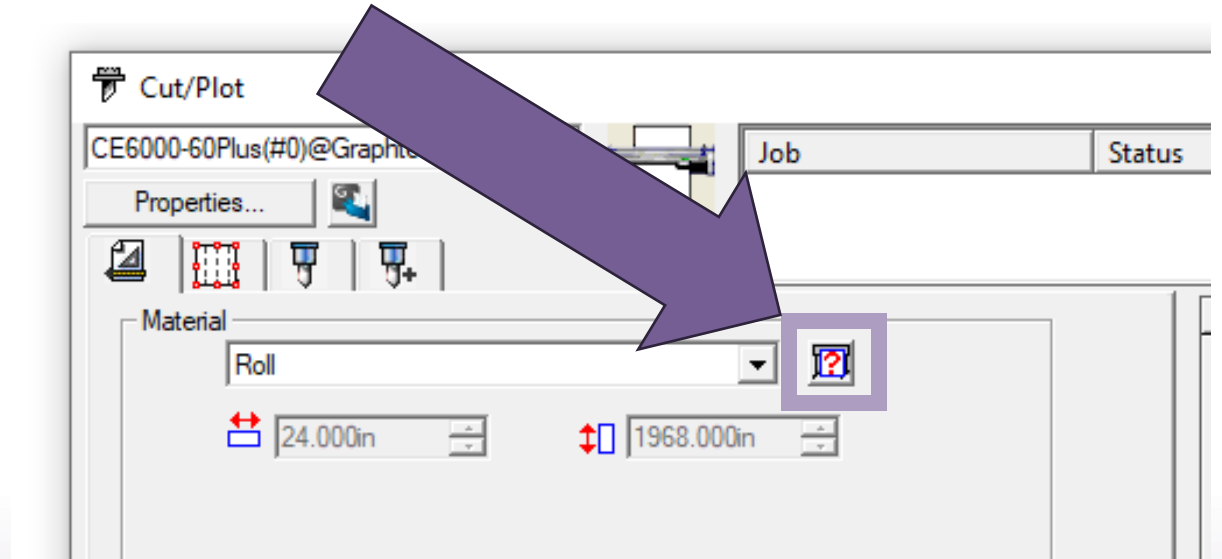 Cut/Plot
CE6000-60Plus(#0)@Graphte
Job
Status
Properties...
Material
Roll
?
24.000in
1968.000in